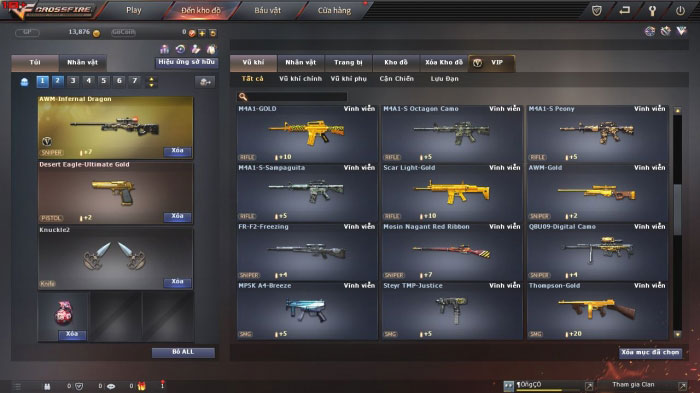 CROSSFIRE
Play
Đến kho đồ
Báu vật
Cửa hàng
GP 13,876
GoCoin 0
Túi
Nhân vật
Hiệu ứng sở hữu
1 2 3 4 5 6 7
AWM-Infernal Dragon
SNIPER +7 Xóa
Desert Eagle-Ultimate Gold
PISTOL +2 Xóa
Knuckle2
Knife Xóa
Xóa
Bỏ ALL
Vũ khí
Nhân vật
Trang bị
Kho đồ
Xóa Kho đồ
VIP
Tất cả
Vũ khí chính
Vũ khí phụ
Cận Chiến
Lựu Đạn
M4A1-GOLD Vĩnh viễn
RIFLE +10
M4A1-S Octagon Camo Vĩnh viễn
RIFLE +5
M4A1-S Peony Vĩnh viễn
RIFLE +5
M4A1-S-Sampaguita Vĩnh viễn
RIFLE +5
Scar Light-Gold Vĩnh viễn
RIFLE +10
AWM-Gold Vĩnh viễn
SNIPER +2
FR-F2-Freezing Vĩnh viễn
SNIPER +4
Mosin Nagant Red Ribbon Vĩnh viễn
SNIPER +7
QBU09-Digital Camo Vĩnh viễn
SNIPER +4
MP5K A4-Breeze Vĩnh viễn
SMG +5
Steyr TMP-Justice Vĩnh viễn
SMG +5
Thompson-Gold Vĩnh viễn
SMG +20
Xóa mục đã chọn
0
0
0
1
Tham gia Clan